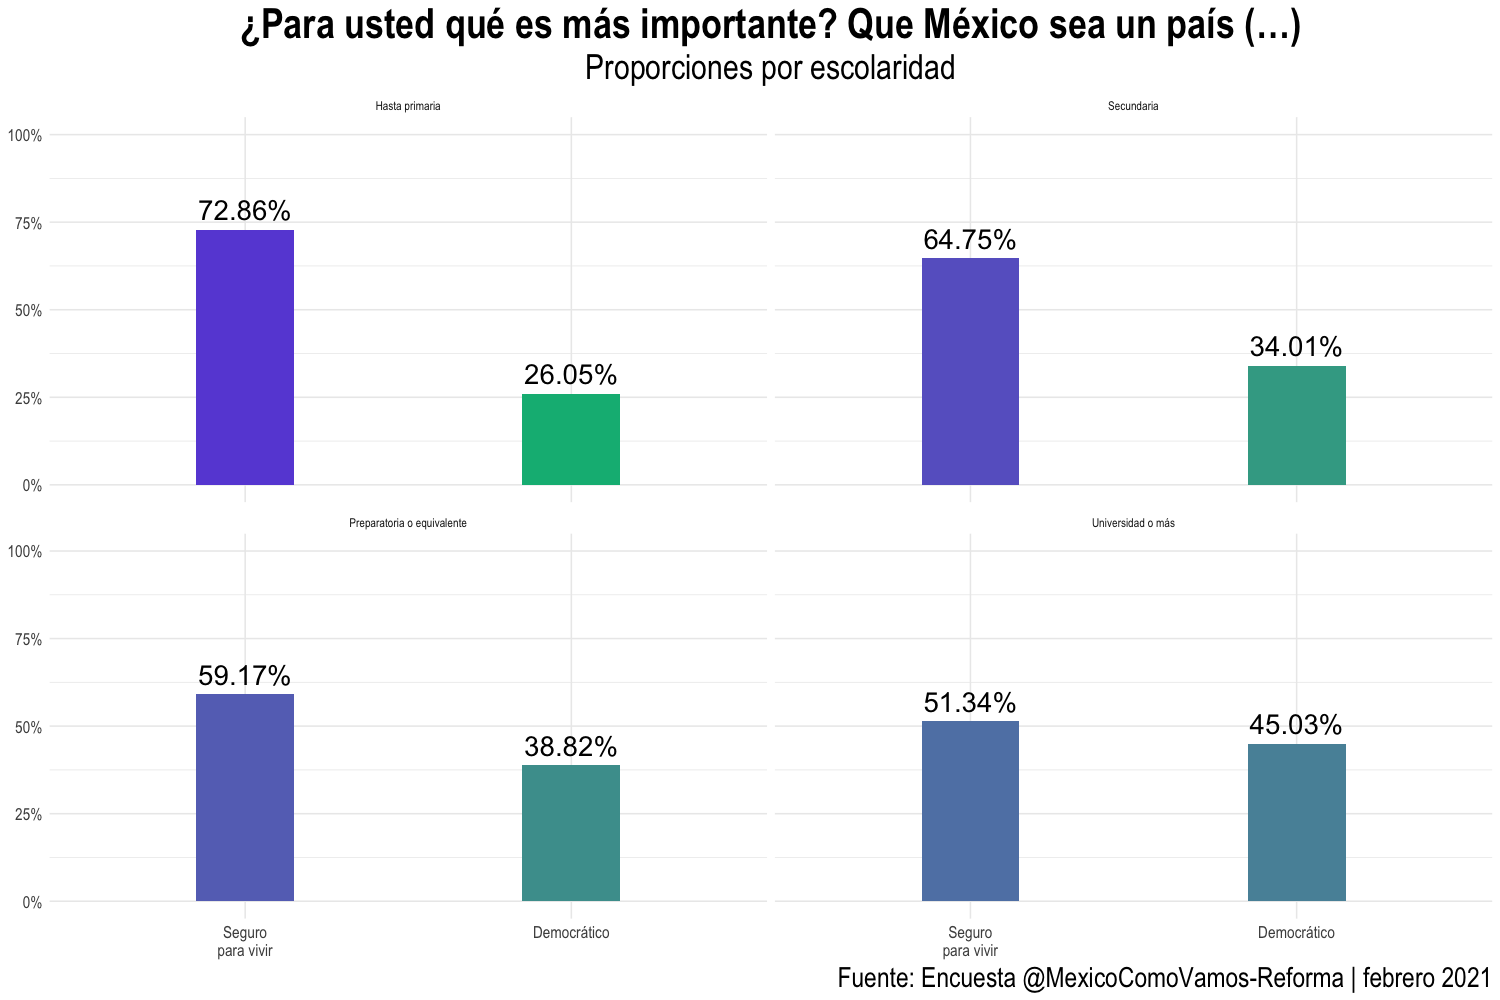 ¿Para usted qué es más importante? Que México sea un país (...)
Proporciones por escolaridad
Hasta primaria
100%
75%
50%
25%
0%
72.86%
26.05%
Secundaria
64.75%
34.01%
Preparatoria o equivalente
100%
75%
50%
25%
0%
59.17%
38.82%
Seguro
para vivir
Democrático
Universidad o más
51.34%
45.03%
Seguro
para vivir
Democrático
Fuente: Encuesta @MexicoComoVamos-Reforma | febrero 2021